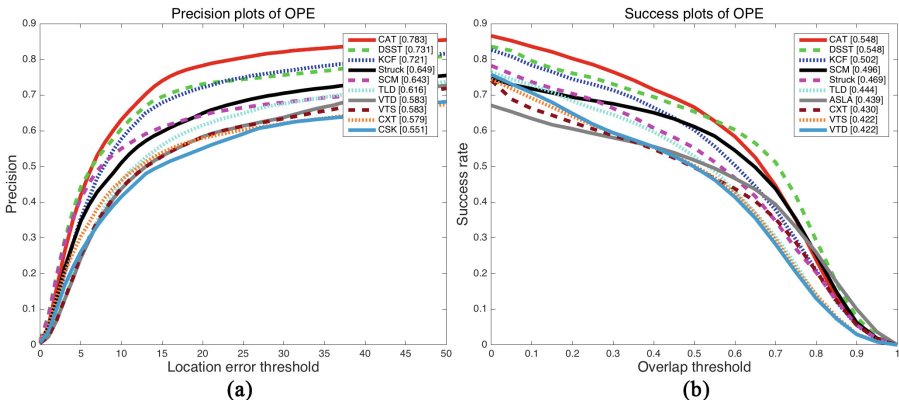 Precision plots of OPE
0.9
0.8
0.7
0.6
0.5
0.4
0.3
0.2
0.1
0
Precision
CAT [0.783]
DSST [0.731]
KCF [0.721]
Struck [0.649]
SCM [0.643]
TLD [0.616]
VTD [0.583]
VTS [0.583]
CXT [0.579]
CSK [0.551]
0 5 10 15 20 25 30 35 40 45 50
Location error threshold
(a)
Success plots of OPE
0.9
0.8
0.7
0.6
0.5
0.4
0.3
0.2
0.1
0
Success rate
CAT [0.548]
DSST [0.548]
KCF [0.502]
SCM [0.496]
Struck [0.469]
TLD [0.444]
ASLA [0.439]
CXT [0.430]
VTS [0.422]
VTD [0.422]
0 0.1 0.2 0.3 0.4 0.5 0.6 0.7 0.8 0.9 1
Overlap threshold
(b)